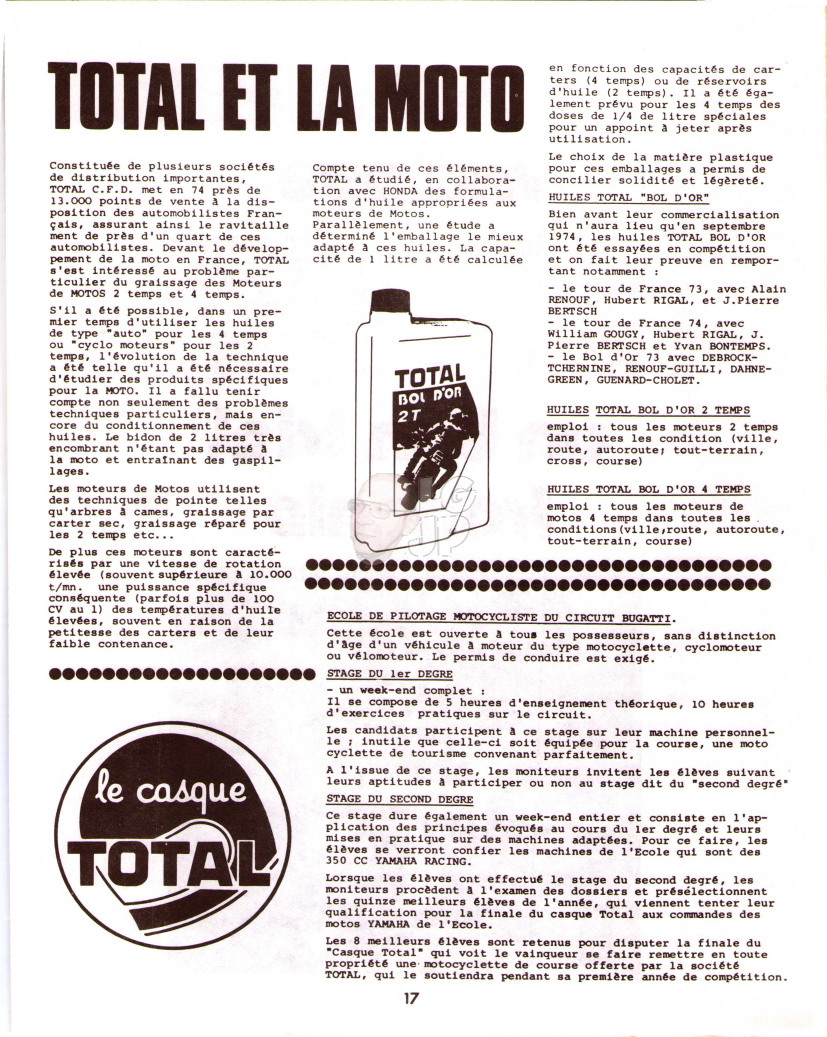 TOTAL ET LA MOTO
Constituée de plusieurs sociétés
de distribution importantes,
TOTAL C.F.D. met en 74 près de
13.000 points de vente à la dis-
position des automobilistes Fran-
çais, assurant ainsi le ravitaille
ment de près d'un quart de ces
automobilistes. Devant le dévelop-
pement de la moto en France, TOTAL
s'est intéressé au problème par-
ticulier du graissage des Moteurs
de MOTOS 2 temps et 4 temps.
S'il a été possible, dans un pre-
mier temps d'utiliser les huiles
de type "auto" pour les 4 temps
ou "cyclo moteurs" pour les 2
temps, l'évolution de la technique
a été telle qu'il a été nécessaire
d'étudier des produits spécifiques
pour la MOTO. Il a fallu tenir
compte non seulement des problèmes
techniques particuliers, mais en-
core du conditionnement de ces
huiles. Le bidon de 2 litres très
encombrant n'étant pas adapté à
la moto et entraînant des gaspil-
lages.
Les moteurs de Motos utilisent
des techniques de pointe telles
qu'arbres à cames, graissage par
carter sec, graissage réparé pour
les 2 temps etc...
De plus ces moteurs sont caracté-
risés par une vitesse de rotation
élevée (souvent supérieure à 10.000
t/mn. une puissance spécifique
conséquente (parfois plus de 100
CV au l) des températures d'huile
élevées, souvent en raison de la
petitesse des carters et de leur
faible contenance.
le casque
TOTAL
Compte tenu de ces éléments,
TOTAL a étudié, en collabora-
tion avec HONDA des formula-
tions d'huile appropriées aux
moteurs de Motos.
Parallèlement, une étude a
déterminé l'emballage le mieux
adapté à ces huiles. La capa-
cité de 1 litre a été calculée
TOTAL
BOL D'OR
2T
en fonction des capacités de car-
ters (4 temps) ou de réservoirs
d'huile (2 temps). Il a été éga-
lement prévu pour les 4 temps des
doses de 1/4 de litre spéciales
pour un appoint à jeter après
utilisation.
Le choix de la matière plastique
pour ces emballages a permis de
concilier solidité et légèreté.
HUILES TOTAL "BOL D'OR"
Bien avant leur commercialisation
qui n'aura lieu qu'en septembre
1974, les huiles TOTAL BOL D'OR
ont été essayées en compétition
et on fait leur preuve en rempor-
tant notamment :
- le tour de France 73, avec Alain
RENOUF, Hubert RIGAL, et J.Pierre
BERTSCH
- le tour de France 74, avec
William GOUGY, Hubert RIGAL, J.
Pierre BERTSCH et Yvan BONTEMPS.
- le Bol d'Or 73 avec DEBROCK-
TCHERNINE, RENOUF-GUILLI, DAHNE-
GREEN, GUENARD-CHOLET.
HUILES TOTAL BOL D'OR 2 TEMPS
emploi : tous les moteurs 2 temps
dans toutes les condition (ville,
route, autoroute; tout-terrain,
cross, course)
HUILES TOTAL BOL D'OR 4 TEMPS
emploi : tous les moteurs de
motos 4 temps dans toutes les
conditions(ville,route, autoroute,
tout-terrain, course)
ECOLE DE PILOTAGE MOTOCYCLISTE DU CIRCUIT BUGATTI.
Cette école est ouverte à tous les possesseurs, sans distinction
d'âge d'un véhicule à moteur du type motocyclette, cyclomoteur
ou vélomoteur. Le permis de conduire est exigé.
STAGE DU 1er DEGRE
- un week-end complet :
Il se compose de 5 heures d'enseignement théorique, 10 heures
d'exercices pratiques sur le circuit.
Les candidats participent à ce stage sur leur machine personnel-
le ; inutile que celle-ci soit équipée pour la course, une moto
cyclette de tourisme convenant parfaitement.
A l'issue de ce stage, les moniteurs invitent les élèves suivant
leurs aptitudes à participer ou non au stage dit du "second degré"
STAGE DU SECOND DEGRE
Ce stage dure également un week-end entier et consiste en l'ap-
plication des principes évoqués au cours du 1er degré et leurs
mises en pratique sur des machines adaptées. Pour ce faire, les
élèves se verront confier les machines de l'Ecole qui sont des
350 CC YAMAHA RACING.
Lorsque les élèves ont effectué le stage du second degré, les
moniteurs procèdent à l'examen des dossiers et présélectionnent
les quinze meilleurs élèves de l'année, qui viennent tenter leur
qualification pour la finale du casque Total aux commandes des
motos YAMAHA de l'Ecole.
Les 8 meilleurs élèves sont retenus pour disputer la finale du
"Casque Total" qui voit le vainqueur se faire remettre en toute
propriété une motocyclette de course offerte par la société
TOTAL, qui le soutiendra pendant sa première année de compétition.
17